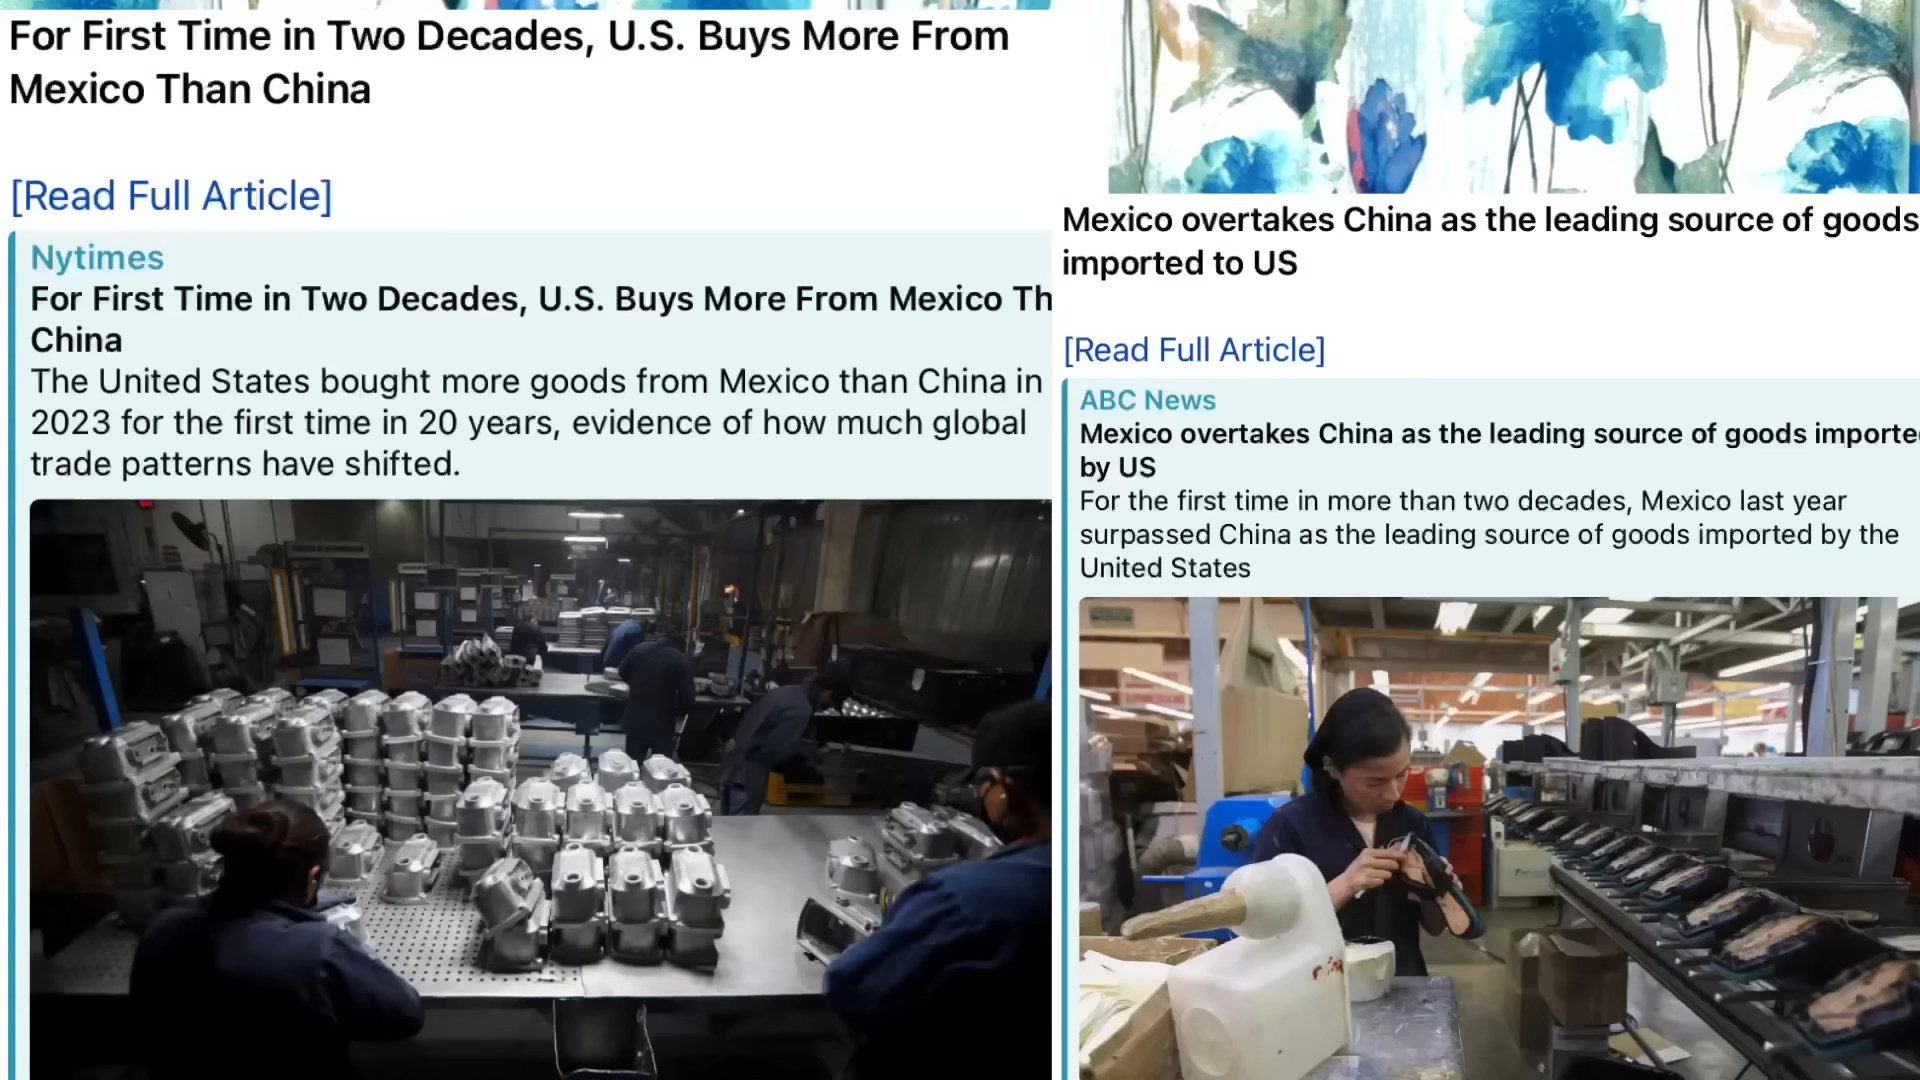 For First Time in Two Decades, U.S. Buys More From
Mexico Than China
[Read Full Article]
Nytimes
For First Time in Two Decades, U.S. Buys More From Mexico Th
China
The United States bought more goods from Mexico than China in
2023 for the first time in 20 years, evidence of how much global
trade patterns have shifted.
Mexico overtakes China as the leading source of goods
imported to US
[Read Full Article]
ABC News
Mexico overtakes China as the leading source of goods importe
by US
For the first time in more than two decades, Mexico last year
surpassed China as the leading source of goods imported by the
United States